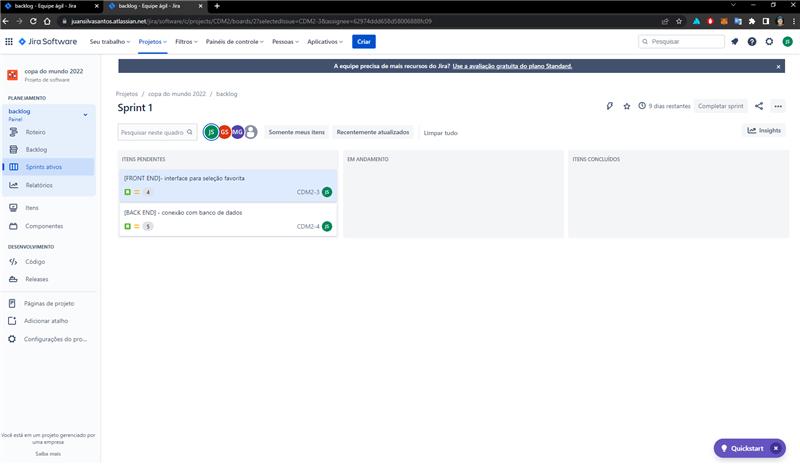 backlog - Equipe ágil - Jira
backlog - Equipe ágil - Jira
juansilvasantos.atlassian.net/jira/software/c/projects/CDM2/boards/2?selectedIssue=CDM2-3&assignee=62974ddd658d58006888fc09
Jira Software
Seu trabalho
Projetos
Filtros
Painéis de controle
Pessoas
Aplicativos
Criar
Pesquisar
JS
A equipe precisa de mais recursos do Jira? Use a avaliação gratuita do plano Standard.
copa do mundo 2022
Projeto de software
PLANEJAMENTO
backlog
Painel
Roteiro
Backlog
Sprints ativos
Relatórios
Itens
Componentes
DESENVOLVIMENTO
Código
Releases
Páginas de projeto
Adicionar atalho
Configurações do pro...
Você está em um projeto gerenciado por
uma empresa
Saiba mais
Projetos / copa do mundo 2022 / backlog
Sprint 1
9 dias restantes
Completar sprint
Pesquisar neste quadro
JS GS MG
Somente meus itens
Recentemente atualizados
Limpar tudo
Insights
ITENS PENDENTES
[FRONT END]- interface para seleção favorita
4 CDM2-3 JS
[BACK END] - conexão com banco de dados
5 CDM2-4 JS
EM ANDAMENTO
ITENS CONCLUÍDOS
Quickstart